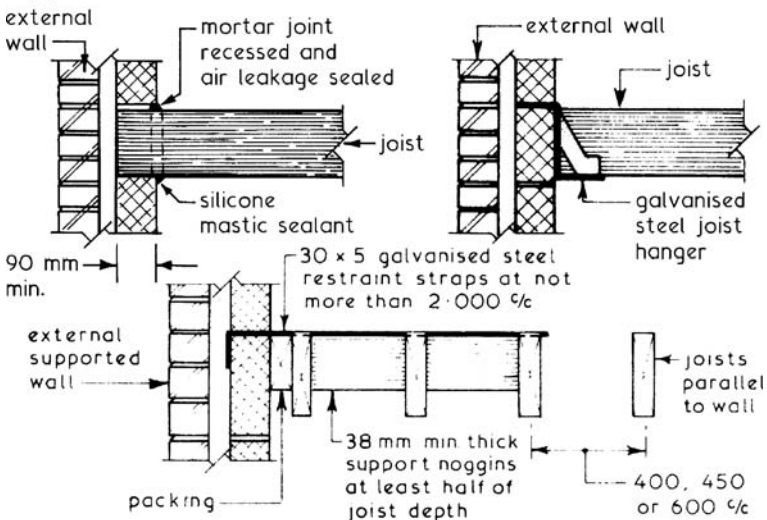 external
wall
mortar joint
recessed and
air leakage sealed
joist
silicone
mastic sealant
90 mm
min.
external wall
joist
galvanised
steel joist
hanger
30 × 5 galvanised steel
restraint straps at not
more than 2·000 c/c
external
supported
wall
packing
38 mm min thick
support noggins
at least half of
joist depth
joists
parallel
to wall
400, 450
or 600 c/c